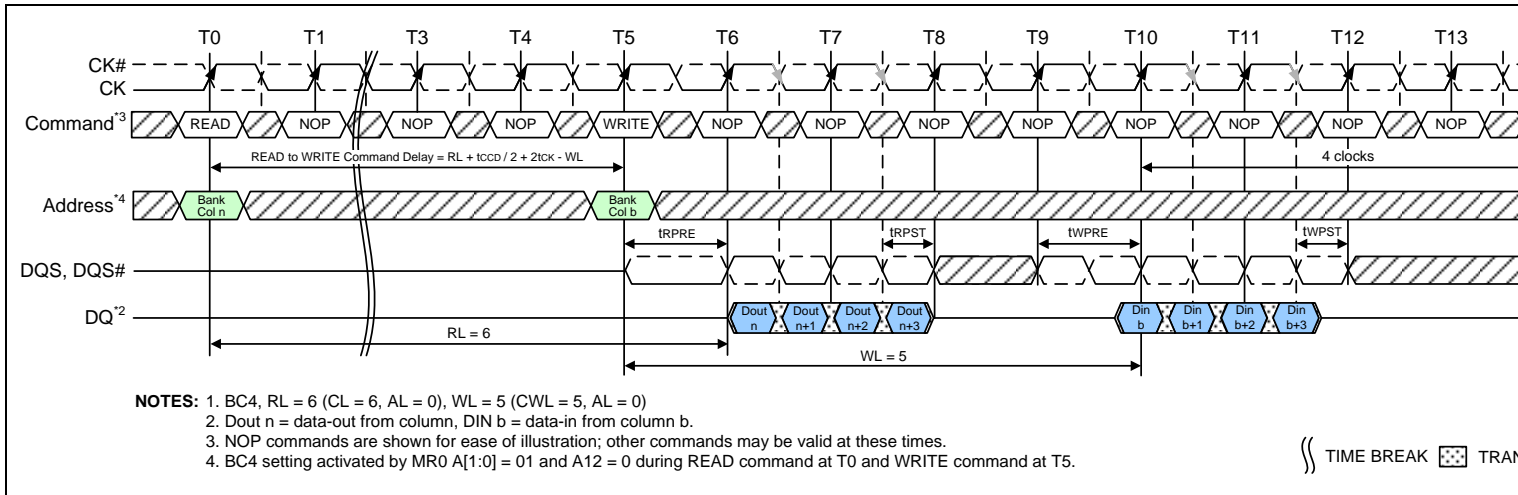 T0 T1 T3 T4 T5 T6 T7 T8 T9 T10 T11 T12 T13
CK#
CK
Command*3 READ NOP NOP NOP WRITE NOP NOP NOP NOP NOP NOP NOP NOP
READ to WRITE Command Delay = RL + tCCD / 2 + 2tCK - WL
4 clocks
Address*4 Bank Col n Bank Col b
tRPRE tRPST tWPRE tWPST
DQS, DQS#
DQ*2 Dout n Dout n+1 Dout n+2 Dout n+3 Din b Din b+1 Din b+2 Din b+3
RL = 6
WL = 5
NOTES: 1. BC4, RL = 6 (CL = 6, AL = 0), WL = 5 (CWL = 5, AL = 0)
2. Dout n = data-out from column, DIN b = data-in from column b.
3. NOP commands are shown for ease of illustration; other commands may be valid at these times.
4. BC4 setting activated by MR0 A[1:0] = 01 and A12 = 0 during READ command at T0 and WRITE command at T5.
TIME BREAK TRAN